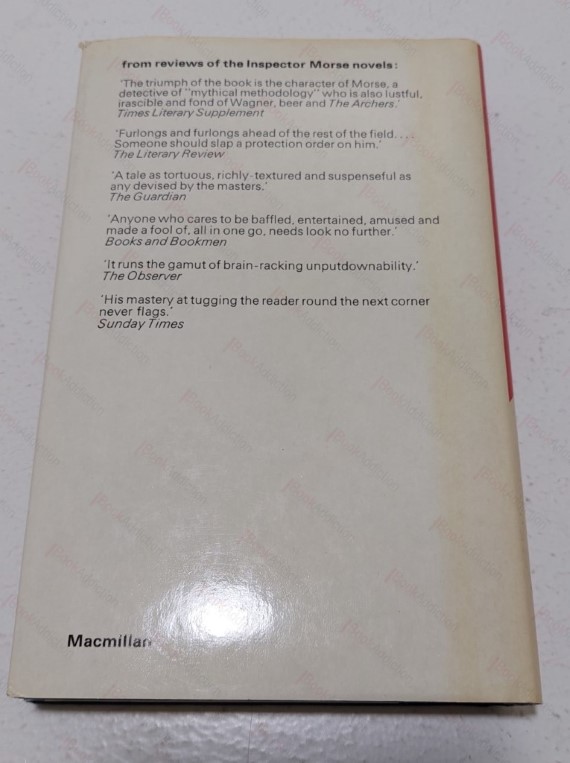 from reviews of the Inspector Morse novels:
'The triumph of the book is the character of Morse, a
detective of "mythical methodology" who is also lustful,
irascible and fond of Wagner, beer and The Archers.'
Times Literary Supplement
'Furlongs and furlongs ahead of the rest of the field. . . .
Someone should slap a protection order on him.'
The Literary Review
'A tale as tortuous, richly-textured and suspenseful as
any devised by the masters.'
The Guardian
'Anyone who cares to be baffled, entertained, amused and
made a fool of, all in one go, needs look no further.'
Books and Bookmen
'It runs the gamut of brain-racking unputdownability.'
The Observer
'His mastery at tugging the reader round the next corner
never flags.'
Sunday Times
Macmillan